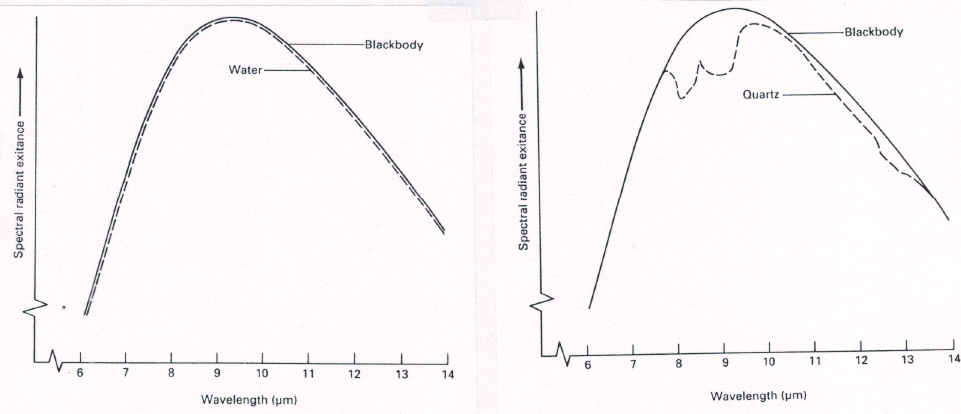 Blackbody
Water
Spectral radiant exitance
6 7 8 9 10 11 12 13 14
Wavelength (µm)
Blackbody
Quartz
Spectral radiant exitance
6 7 8 9 10 11 12 13 14
Wavelength (µm)